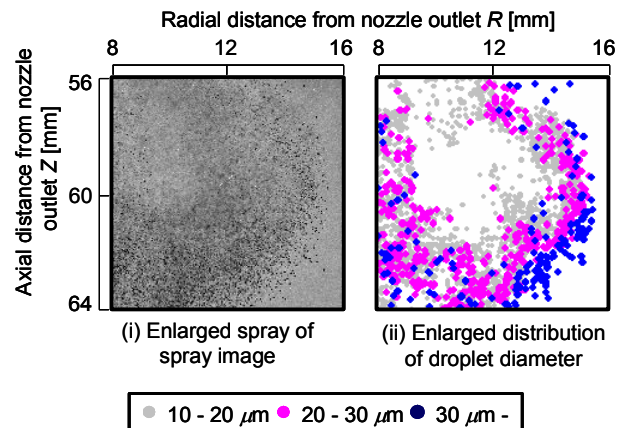 Radial distance from nozzle outlet R [mm]
8 12 16 8 12 16
Axial distance from nozzle
outlet Z [mm]
56
60
64
(i) Enlarged spray of
spray image
(ii) Enlarged distribution
of droplet diameter
10 - 20 μm 20 - 30 μm 30 μm -